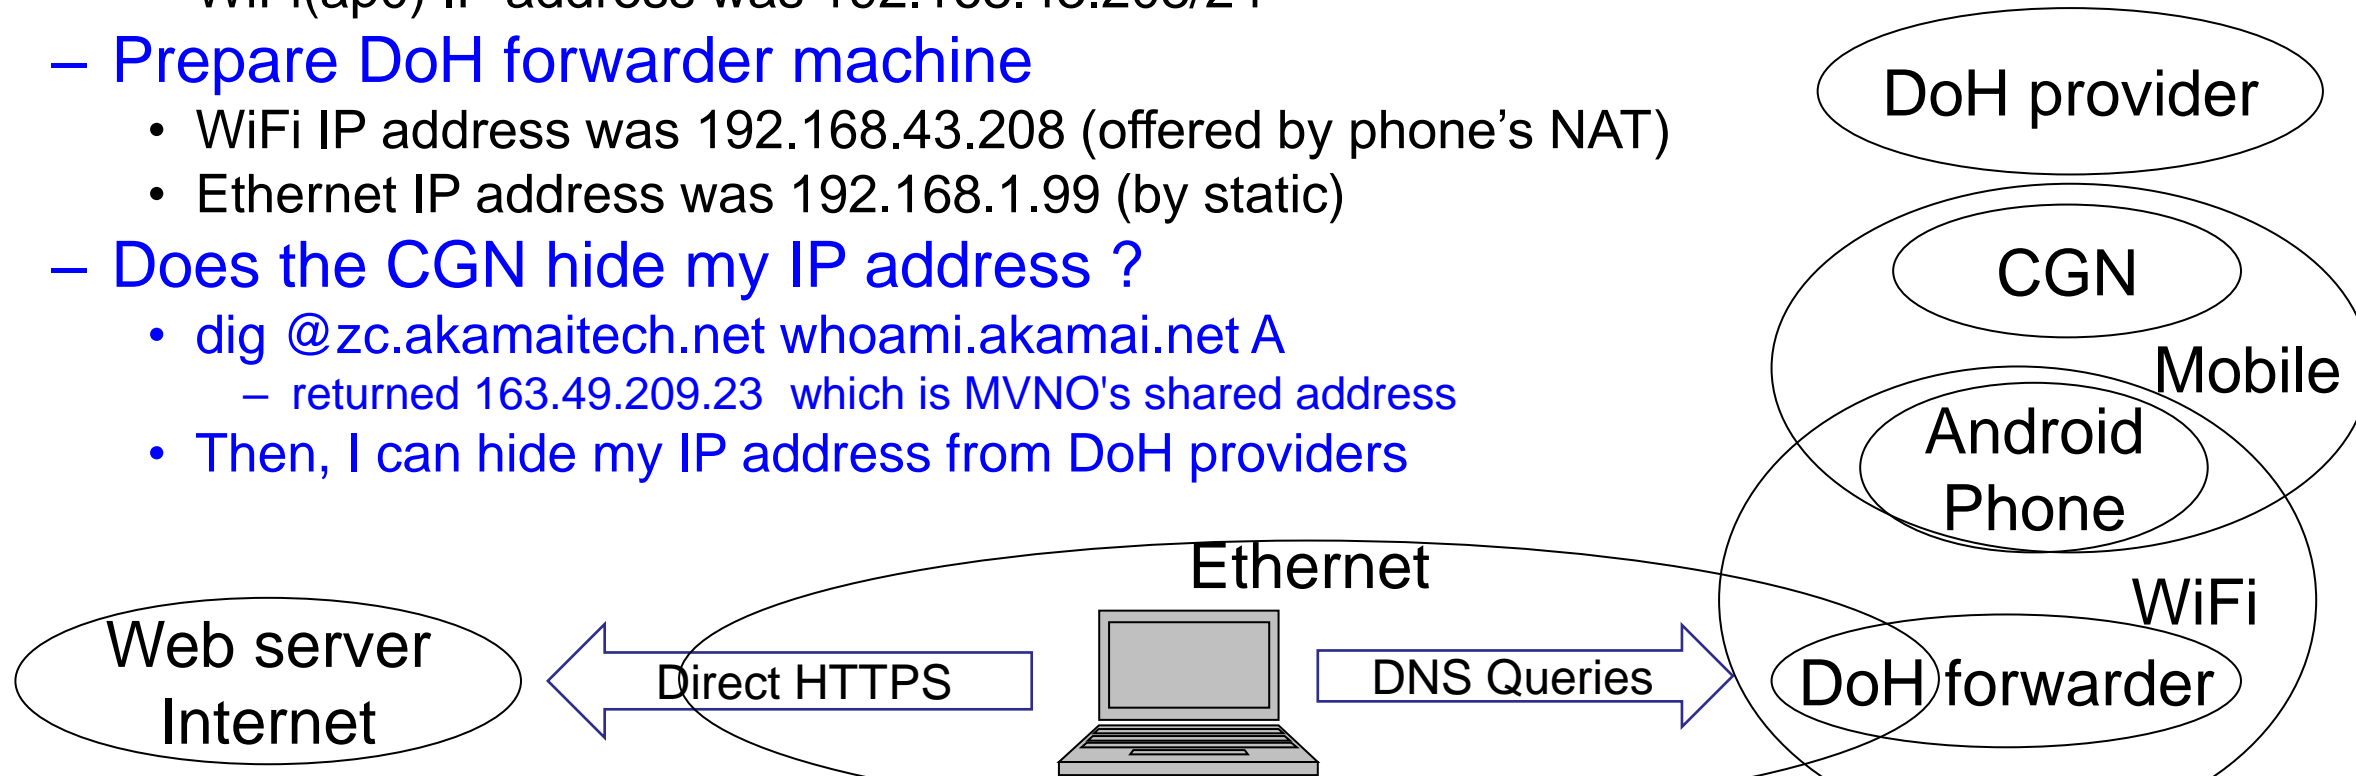 – Prepare DoH forwarder machine
• WiFi IP address was 192.168.43.208 (offered by phone’s NAT)
• Ethernet IP address was 192.168.1.99 (by static)
– Does the CGN hide my IP address ?
• dig @zc.akamaitech.net whoami.akamai.net A
– returned 163.49.209.23 which is MVNO's shared address
• Then, I can hide my IP address from DoH providers
DoH provider
CGN
Mobile
Android
Phone
WiFi
Ethernet
Web server
Internet
Direct HTTPS
DNS Queries
DoH forwarder